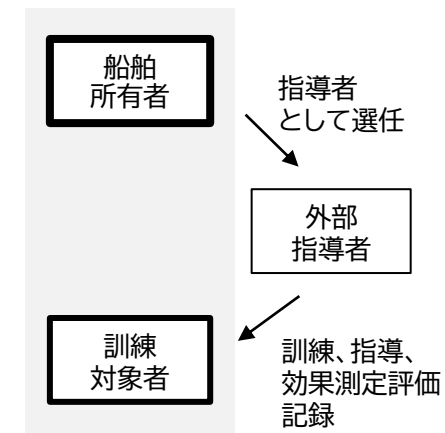 船舶
所有者
指導者
として選任
外部
指導者
訓練
対象者
訓練、指導、
効果測定評価
記録